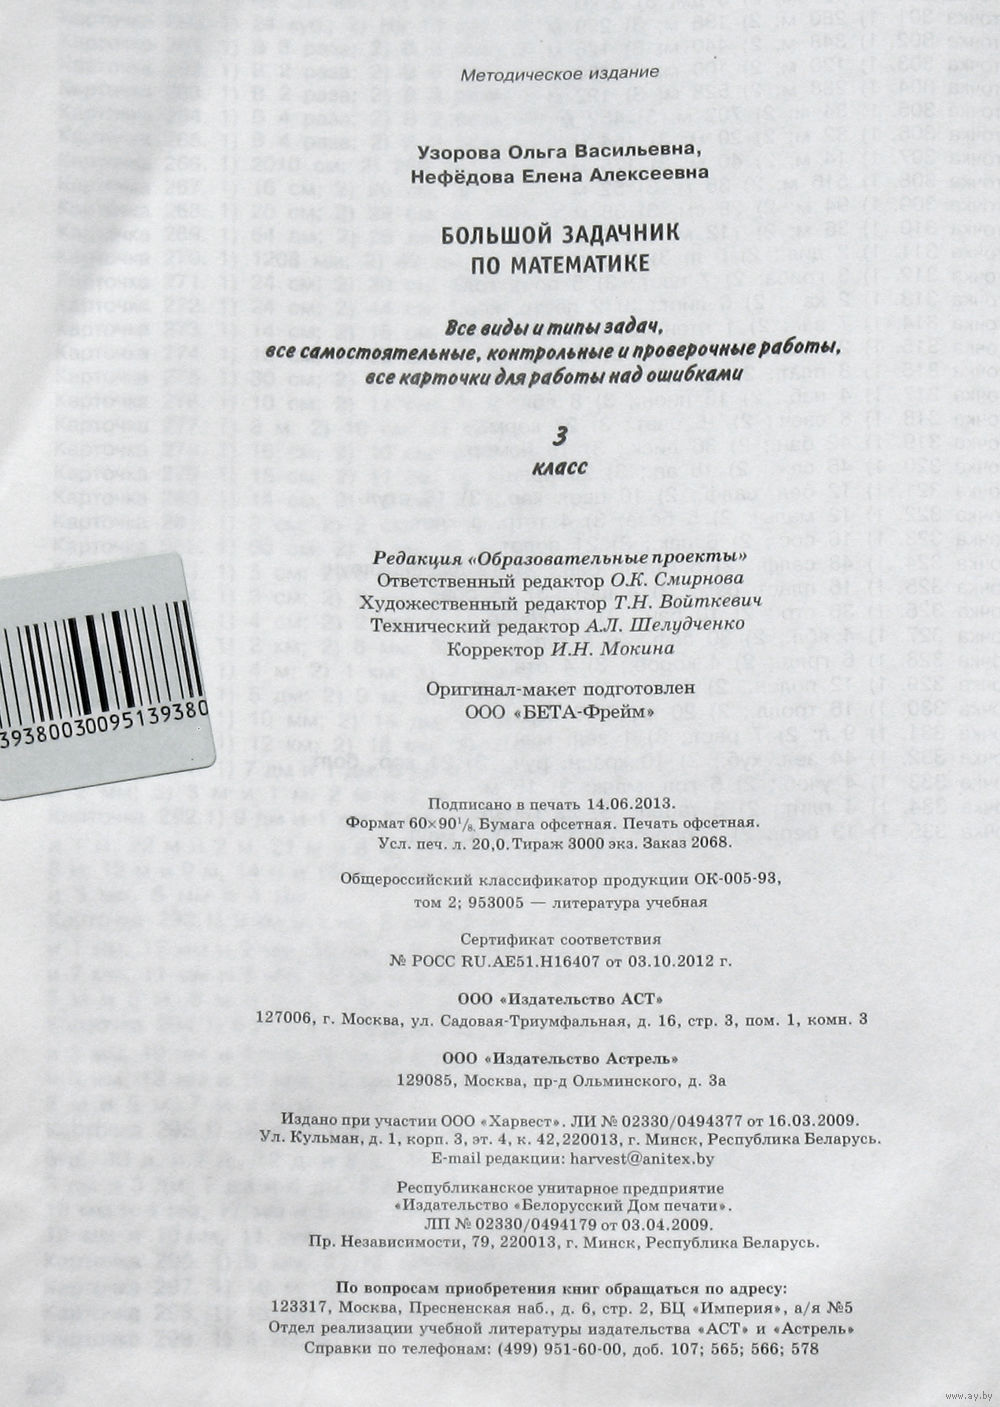 Методическое издание
Узорова Ольга Васильевна,
Нефёдова Елена Алексеевна
БОЛЬШОЙ ЗАДАЧНИК
ПО МАТЕМАТИКЕ
Все виды и типы задач,
все самостоятельные, контрольные и проверочные работы,
все карточки для работы над ошибками
3
класс
Редакция «Образовательные проекты»
Ответственный редактор О.К. Смирнова
Художественный редактор Т.Н. Войткевич
Технический редактор А.Л. Шелудченко
Корректор И.Н. Мокина
39380030095139380
Оригинал-макет подготовлен
ООО «БЕТА-Фрейм»
Подписано в печать 14.06.2013.
Формат 60×90¹/₈. Бумага офсетная. Печать офсетная.
Усл. печ. л. 20,0. Тираж 3000 экз. Заказ 2068.
Общероссийский классификатор продукции ОК-005-93,
том 2; 953005 — литература учебная
Сертификат соответствия
№ РОСС RU.АЕ51.Н16407 от 03.10.2012 г.
ООО «Издательство АСТ»
127006, г. Москва, ул. Садовая-Триумфальная, д. 16, стр. 3, пом. 1, комн. 3
ООО «Издательство Астрель»
129085, Москва, пр-д Ольминского, д. 3а
Издано при участии ООО «Харвест». ЛИ № 02330/0494377 от 16.03.2009.
Ул. Кульман, д. 1, корп. 3, эт. 4, к. 42, 220013, г. Минск, Республика Беларусь.
E-mail редакции: harvest@anitex.by
Республиканское унитарное предприятие
«Издательство «Белорусский Дом печати».
ЛП № 02330/0494179 от 03.04.2009.
Пр. Независимости, 79, 220013, г. Минск, Республика Беларусь.
По вопросам приобретения книг обращаться по адресу:
123317, Москва, Пресненская наб., д. 6, стр. 2, БЦ «Империя», а/я №5
Отдел реализации учебной литературы издательства «АСТ» и «Астрель»
Справки по телефонам: (499) 951-60-00, доб. 107; 565; 566; 578
www.ay.by